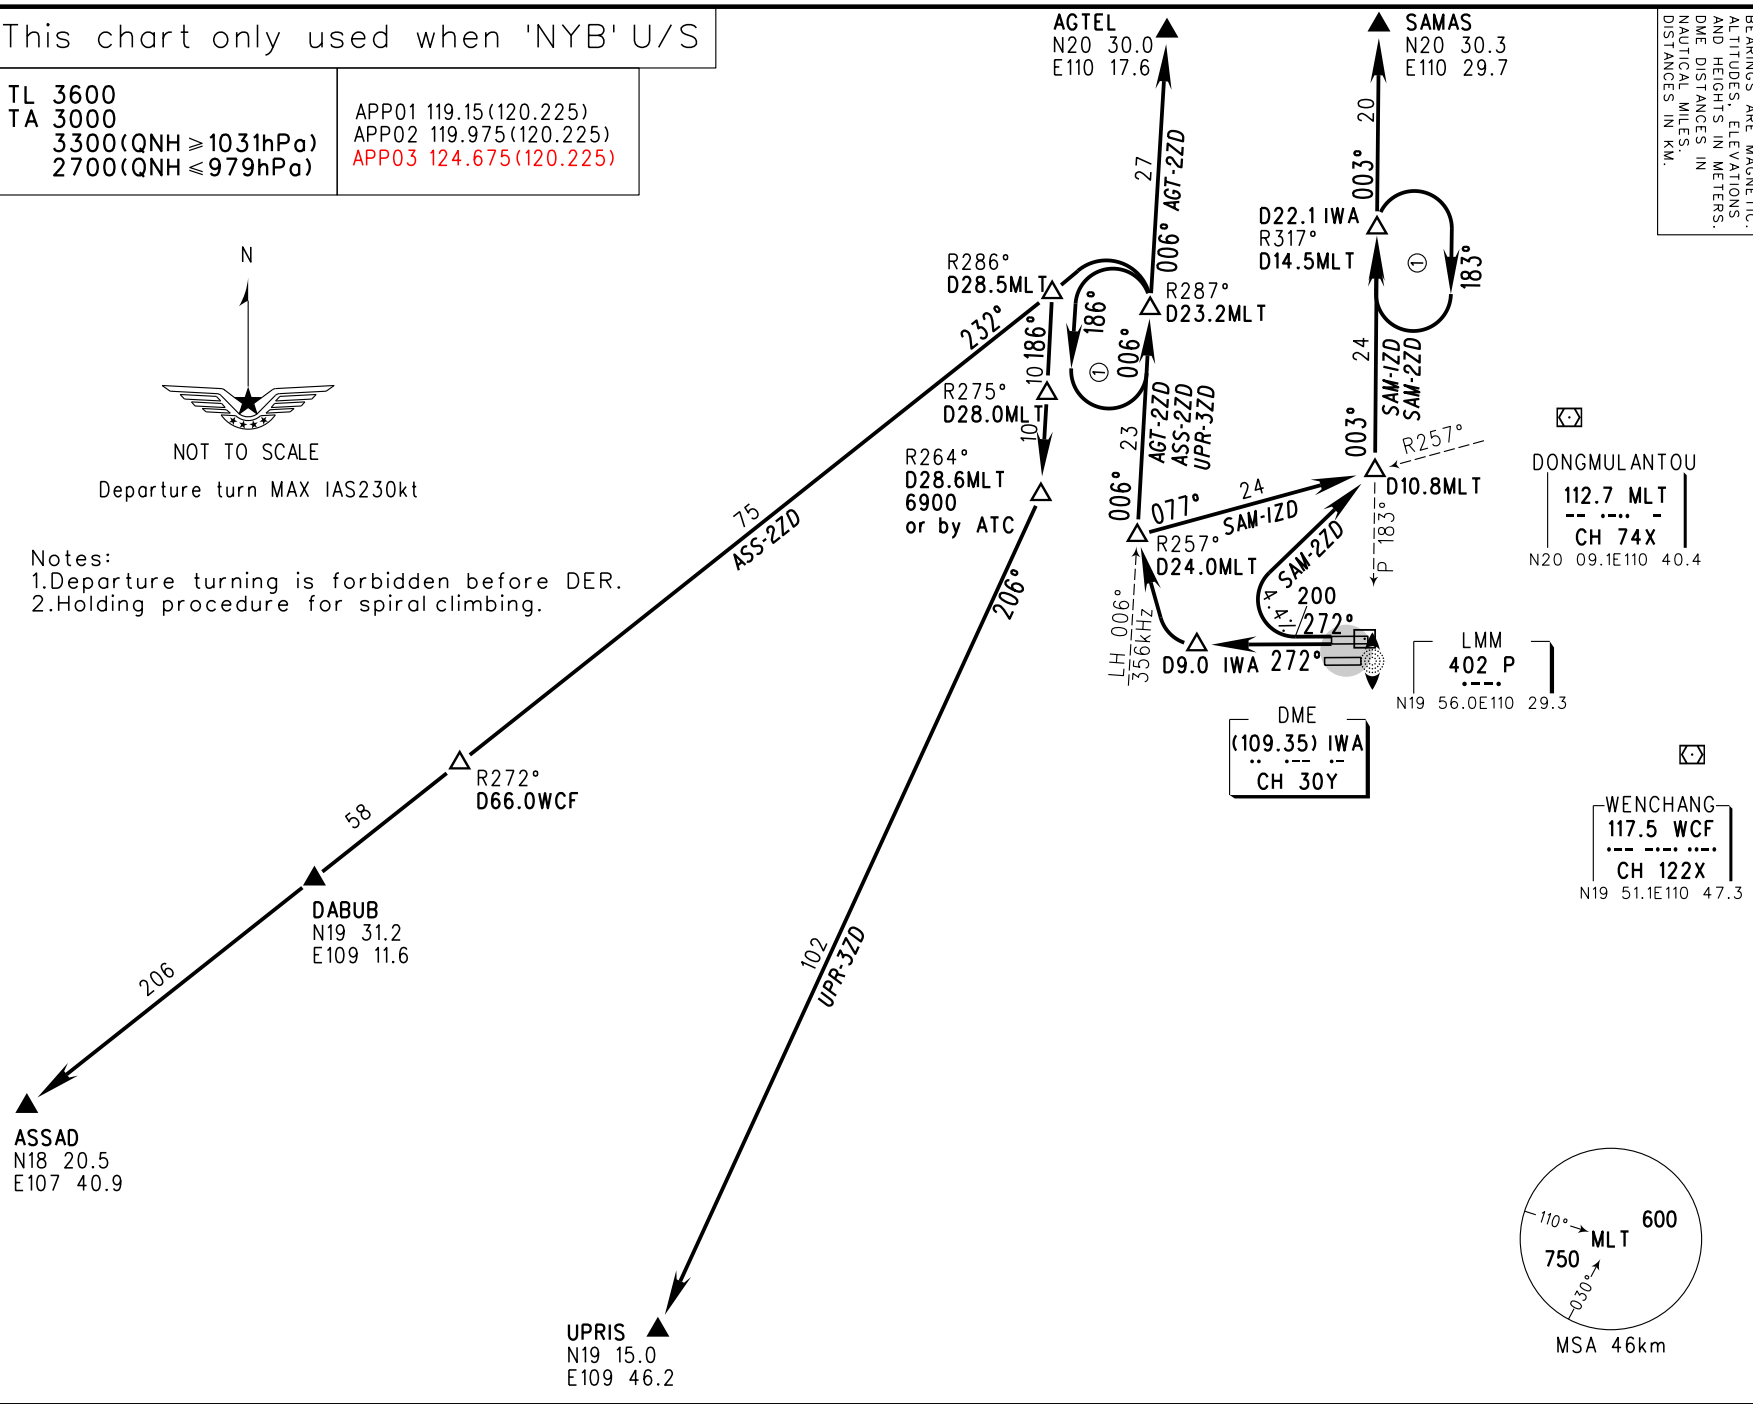 This chart only used when 'NYB' U/S
TL 3600
TA 3000
3300(QNH≥1031hPa)
2700(QNH≤979hPa)
APP01 119.15(120.225)
APP02 119.975(120.225)
APP03 124.675(120.225)
BEARINGS ARE MAGNETIC.
ALTITUDES, ELEVATIONS
AND HEIGHTS IN METERS.
DME DISTANCES IN
NAUTICAL MILES.
DISTANCES IN KM.
AGTEL
N20 30.0
E110 17.6
SAMAS
N20 30.3
E110 29.7
N
NOT TO SCALE
Departure turn MAX IAS230kt
Notes:
1.Departure turning is forbidden before DER.
2.Holding procedure for spiral climbing.
27
006° AGT-2ZD
20
003°
D22.1 IWA
R317°
D14.5MLT
①
183°
R286°
D28.5MLT
R287°
D23.2MLT
232°
10 186°
186°
①
006°
R275°
D28.0MLT
10
R264°
D28.6MLT
6900
or by ATC
23
AGT-2ZD
ASS-2ZD
UPR-3ZD
006°
24
SAM-1ZD
SAM-2ZD
003°
R257°
D10.8MLT
077°
24
SAM-1ZD
R257°
D24.0MLT
SAM-2ZD
P 183°
4.4%
200
272°
LH 006°
356kHz
D9.0 IWA
272°
75
ASS-2ZD
206°
DONGMULANTOU
112.7 MLT
-- .-.. -
CH 74X
N20 09.1E110 40.4
LMM
402 P
.--.
N19 56.0E110 29.3
DME
(109.35) IWA
.. .-- .-
CH 30Y
WENCHANG
117.5 WCF
.-- -.-. ..-.
CH 122X
N19 51.1E110 47.3
R272°
D66.0WCF
58
DABUB
N19 31.2
E109 11.6
206
102
UPR-3ZD
ASSAD
N18 20.5
E107 40.9
UPRIS
N19 15.0
E109 46.2
110°
MLT
600
750
030°
MSA 46km